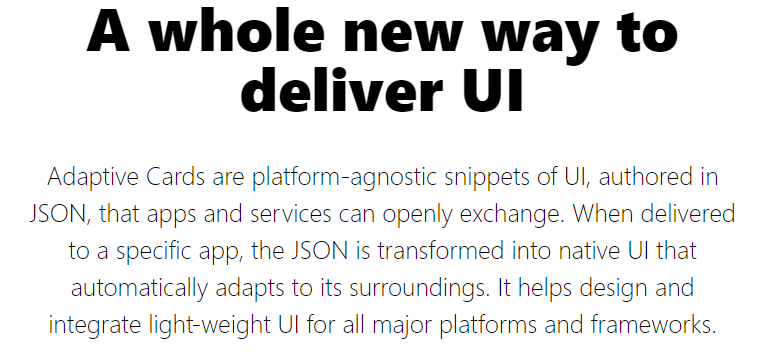 A whole new way to
deliver UI
Adaptive Cards are platform-agnostic snippets of UI, authored in
JSON, that apps and services can openly exchange. When delivered
to a specific app, the JSON is transformed into native UI that
automatically adapts to its surroundings. It helps design and
integrate light-weight UI for all major platforms and frameworks.